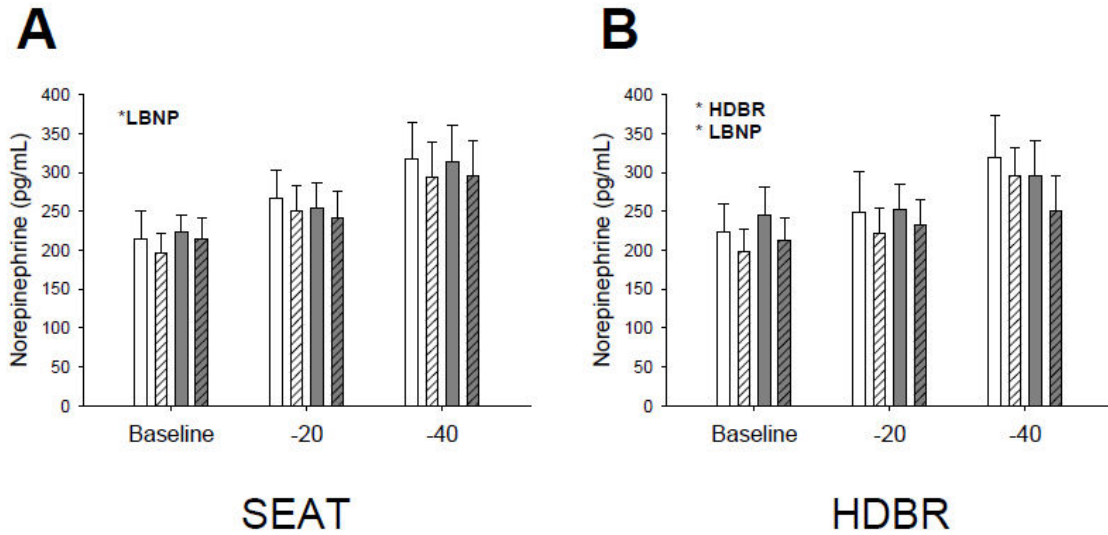 A
*LBNP
Norepinephrine (pg/mL)
400
350
300
250
200
150
100
50
0
Baseline -20 -40
SEAT
B
* HDBR
* LBNP
Norepinephrine (pg/mL)
400
350
300
250
200
150
100
50
0
Baseline -20 -40
HDBR